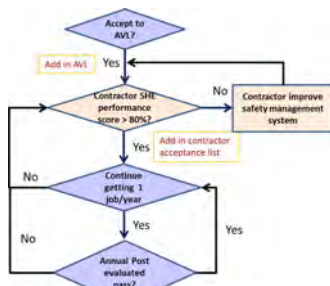 Accept to
AVL?
Add in AVL
Yes
Contractor SHE
performance
score > 80%?
No
Contractor improve
safety management
system
Yes
Add in contractor
acceptance list
No
Continue
getting 1
job/year
No
Yes
Yes
Annual Post
evaluated
pass?